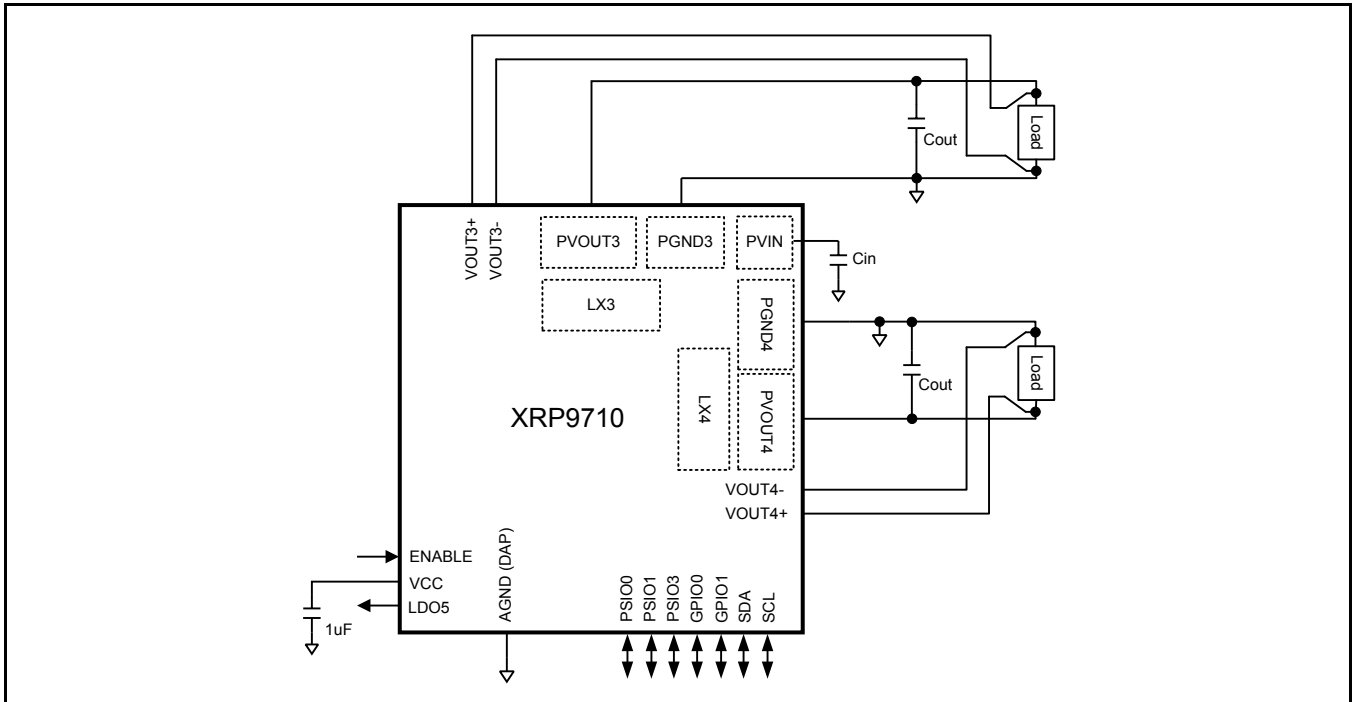 Load
Cout
VOUT3+
VOUT3-
PVOUT3
PGND3
PVIN
Cin
LX3
PGND4
Load
Cout
LX4
PVOUT4
XRP9710
VOUT4-
VOUT4+
ENABLE
VCC
LDO5
1uF
AGND (DAP)
PSIO0
PSIO1
PSIO3
GPIO0
GPIO1
SDA
SCL